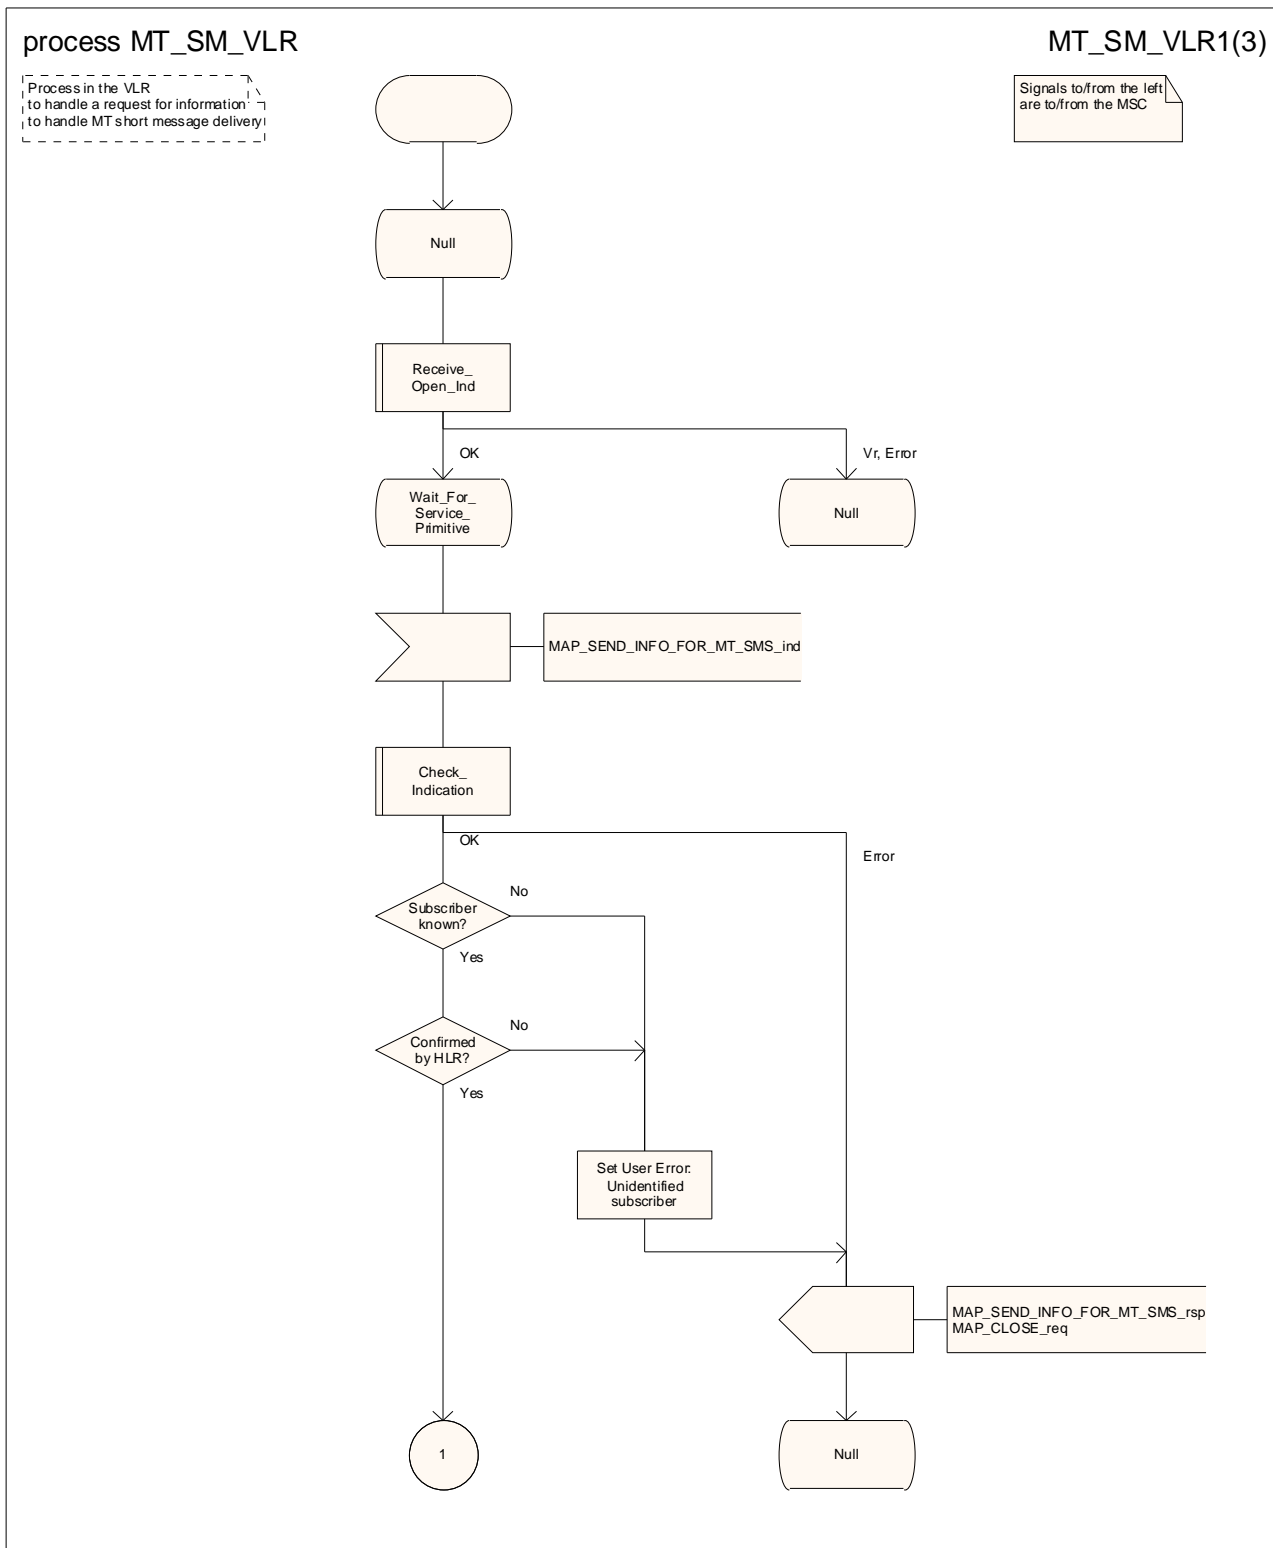 process MT_SM_VLR
MT_SM_VLR1(3)
Process in the VLR
to handle a request for information
to handle MT short message delivery
Signals to/from the left
are to/from the MSC
Null
Receive_
Open_Ind
OK
Vr, Error
Wait_For_
Service_
Primitive
Null
MAP_SEND_INFO_FOR_MT_SMS_ind
Check_
Indication
OK
Error
No
Subscriber
known?
Yes
No
Confirmed
by HLR?
Yes
Set User Error:
Unidentified
subscriber
MAP_SEND_INFO_FOR_MT_SMS_rsp
MAP_CLOSE_req
1
Null